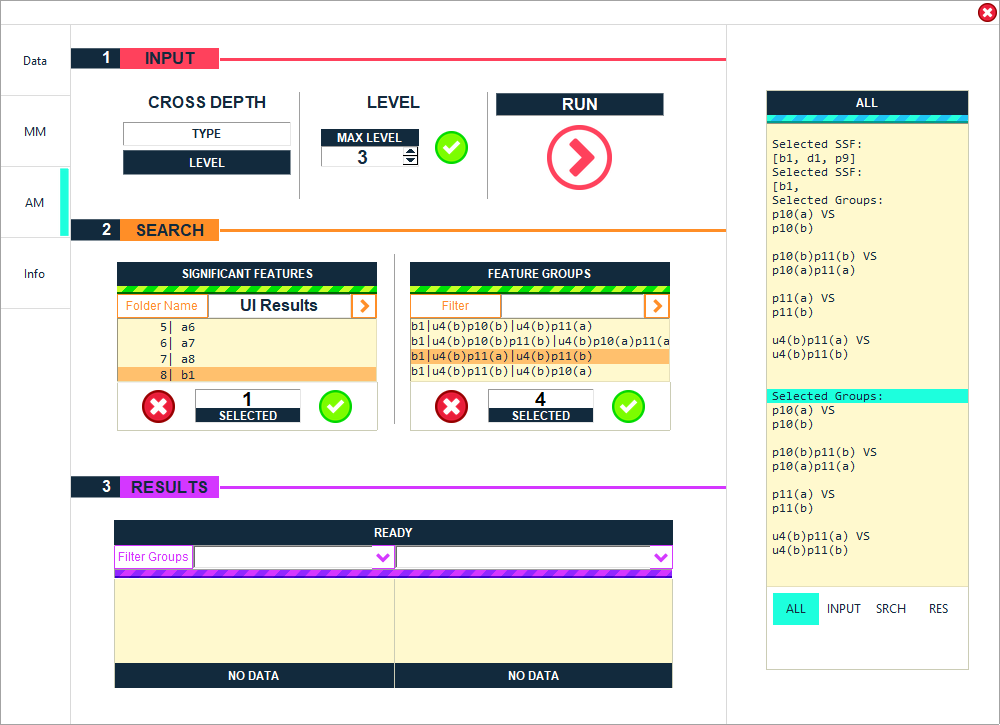 Data
MM
AM
Info
1 INPUT
CROSS DEPTH
TYPE
LEVEL
LEVEL
MAX LEVEL
3
RUN
2 SEARCH
SIGNIFICANT FEATURES
Folder Name UI Results
5| a6
6| a7
7| a8
8| b1
1
SELECTED
FEATURE GROUPS
Filter
b1|u4(b)p10(b)|u4(b)p11(a)
b1|u4(b)p10(b)p11(b)|u4(b)p10(a)p11(a
b1|u4(b)p11(a)|u4(b)p11(b)
b1|u4(b)p11(b)|u4(b)p10(a)
4
SELECTED
3 RESULTS
READY
Filter Groups
NO DATA NO DATA
ALL
Selected SSF:
[b1, d1, p9]
Selected SSF:
[b1,
Selected Groups:
p10(a) VS
p10(b)
p10(b)p11(b) VS
p10(a)p11(a)
p11(a) VS
p11(b)
u4(b)p11(a) VS
u4(b)p11(b)
Selected Groups:
p10(a) VS
p10(b)
p10(b)p11(b) VS
p10(a)p11(a)
p11(a) VS
p11(b)
u4(b)p11(a) VS
u4(b)p11(b)
ALL INPUT SRCH RES